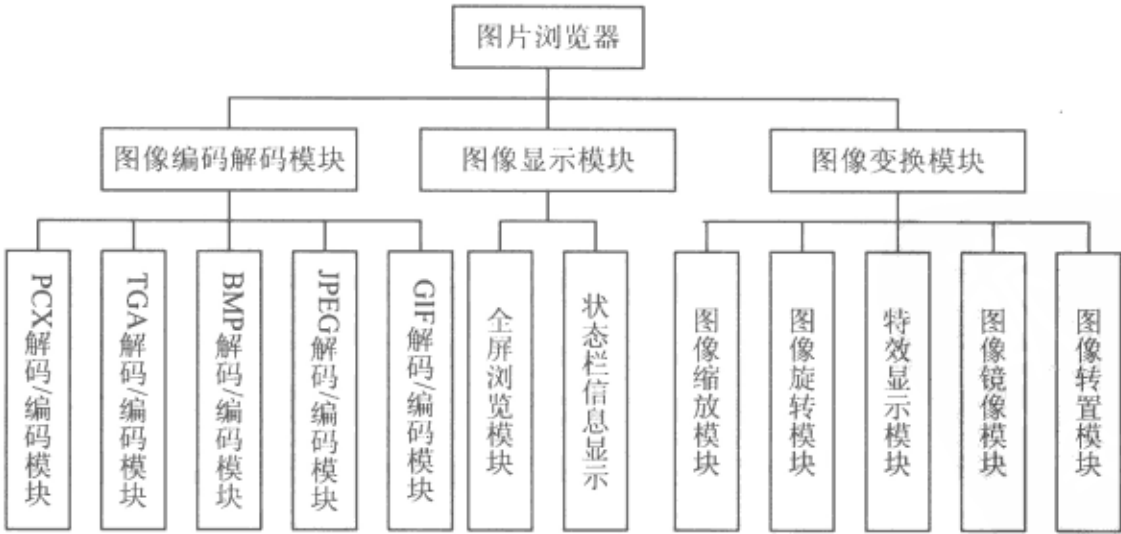 图片浏览器
图像编码解码模块
图像显示模块
图像变换模块
PCX解码/编码模块
TGA解码/编码模块
BMP解码/编码模块
JPEG解码/编码模块
GIF解码/编码模块
全屏浏览模块
状态栏信息显示
图像缩放模块
图像旋转模块
特效显示模块
图像镜像模块
图像转置模块